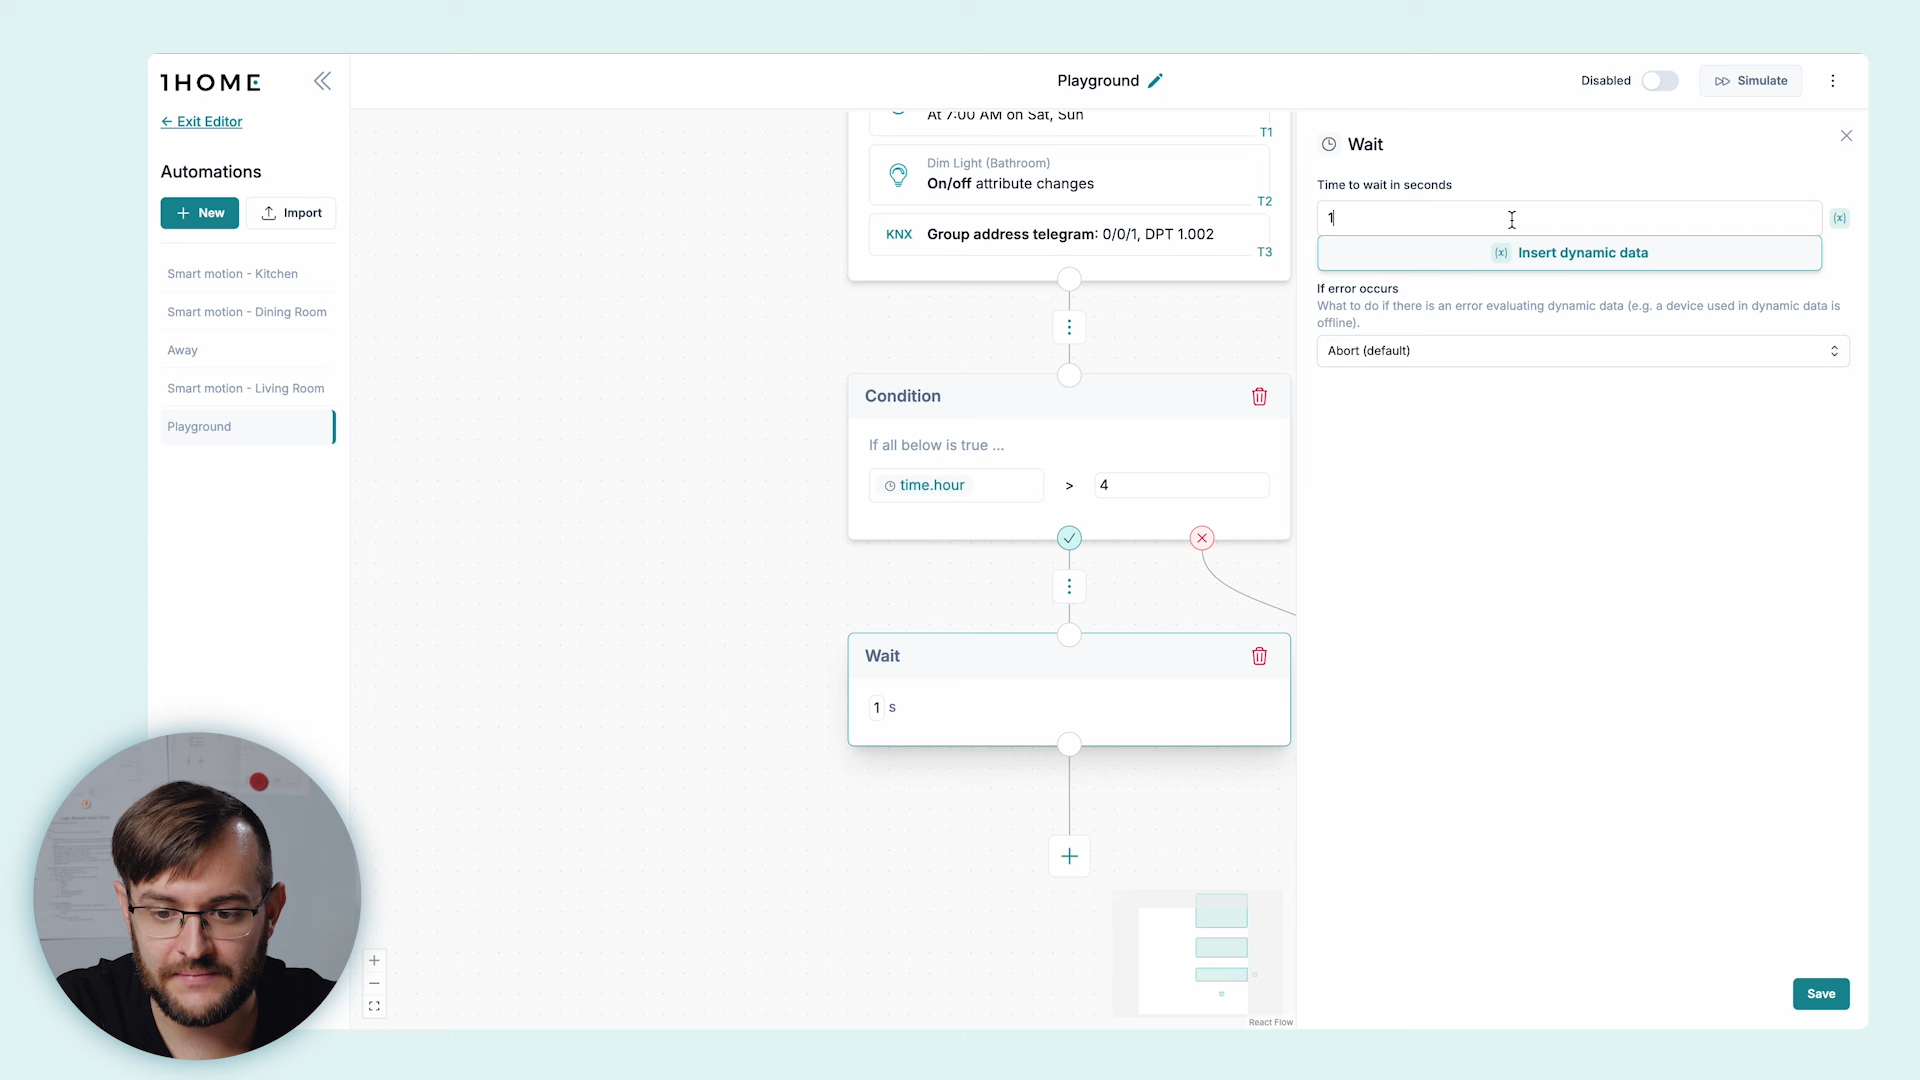 1HOME
← Exit Editor
Automations
New
Import
Smart motion - Kitchen
Smart motion - Dining Room
Away
Smart motion - Living Room
Playground
Playground
Disabled
Simulate
At 7:00 AM on Sat, Sun
T1
Dim Light (Bathroom)
On/off attribute changes
T2
KNX Group address telegram: 0/0/1, DPT 1.002
T3
Condition
If all below is true ...
time.hour > 4
Wait
1 s
React Flow
Wait
Time to wait in seconds
1
(x)
(x) Insert dynamic data
If error occurs
What to do if there is an error evaluating dynamic data (e.g. a device used in dynamic data is
offline).
Abort (default)
Save